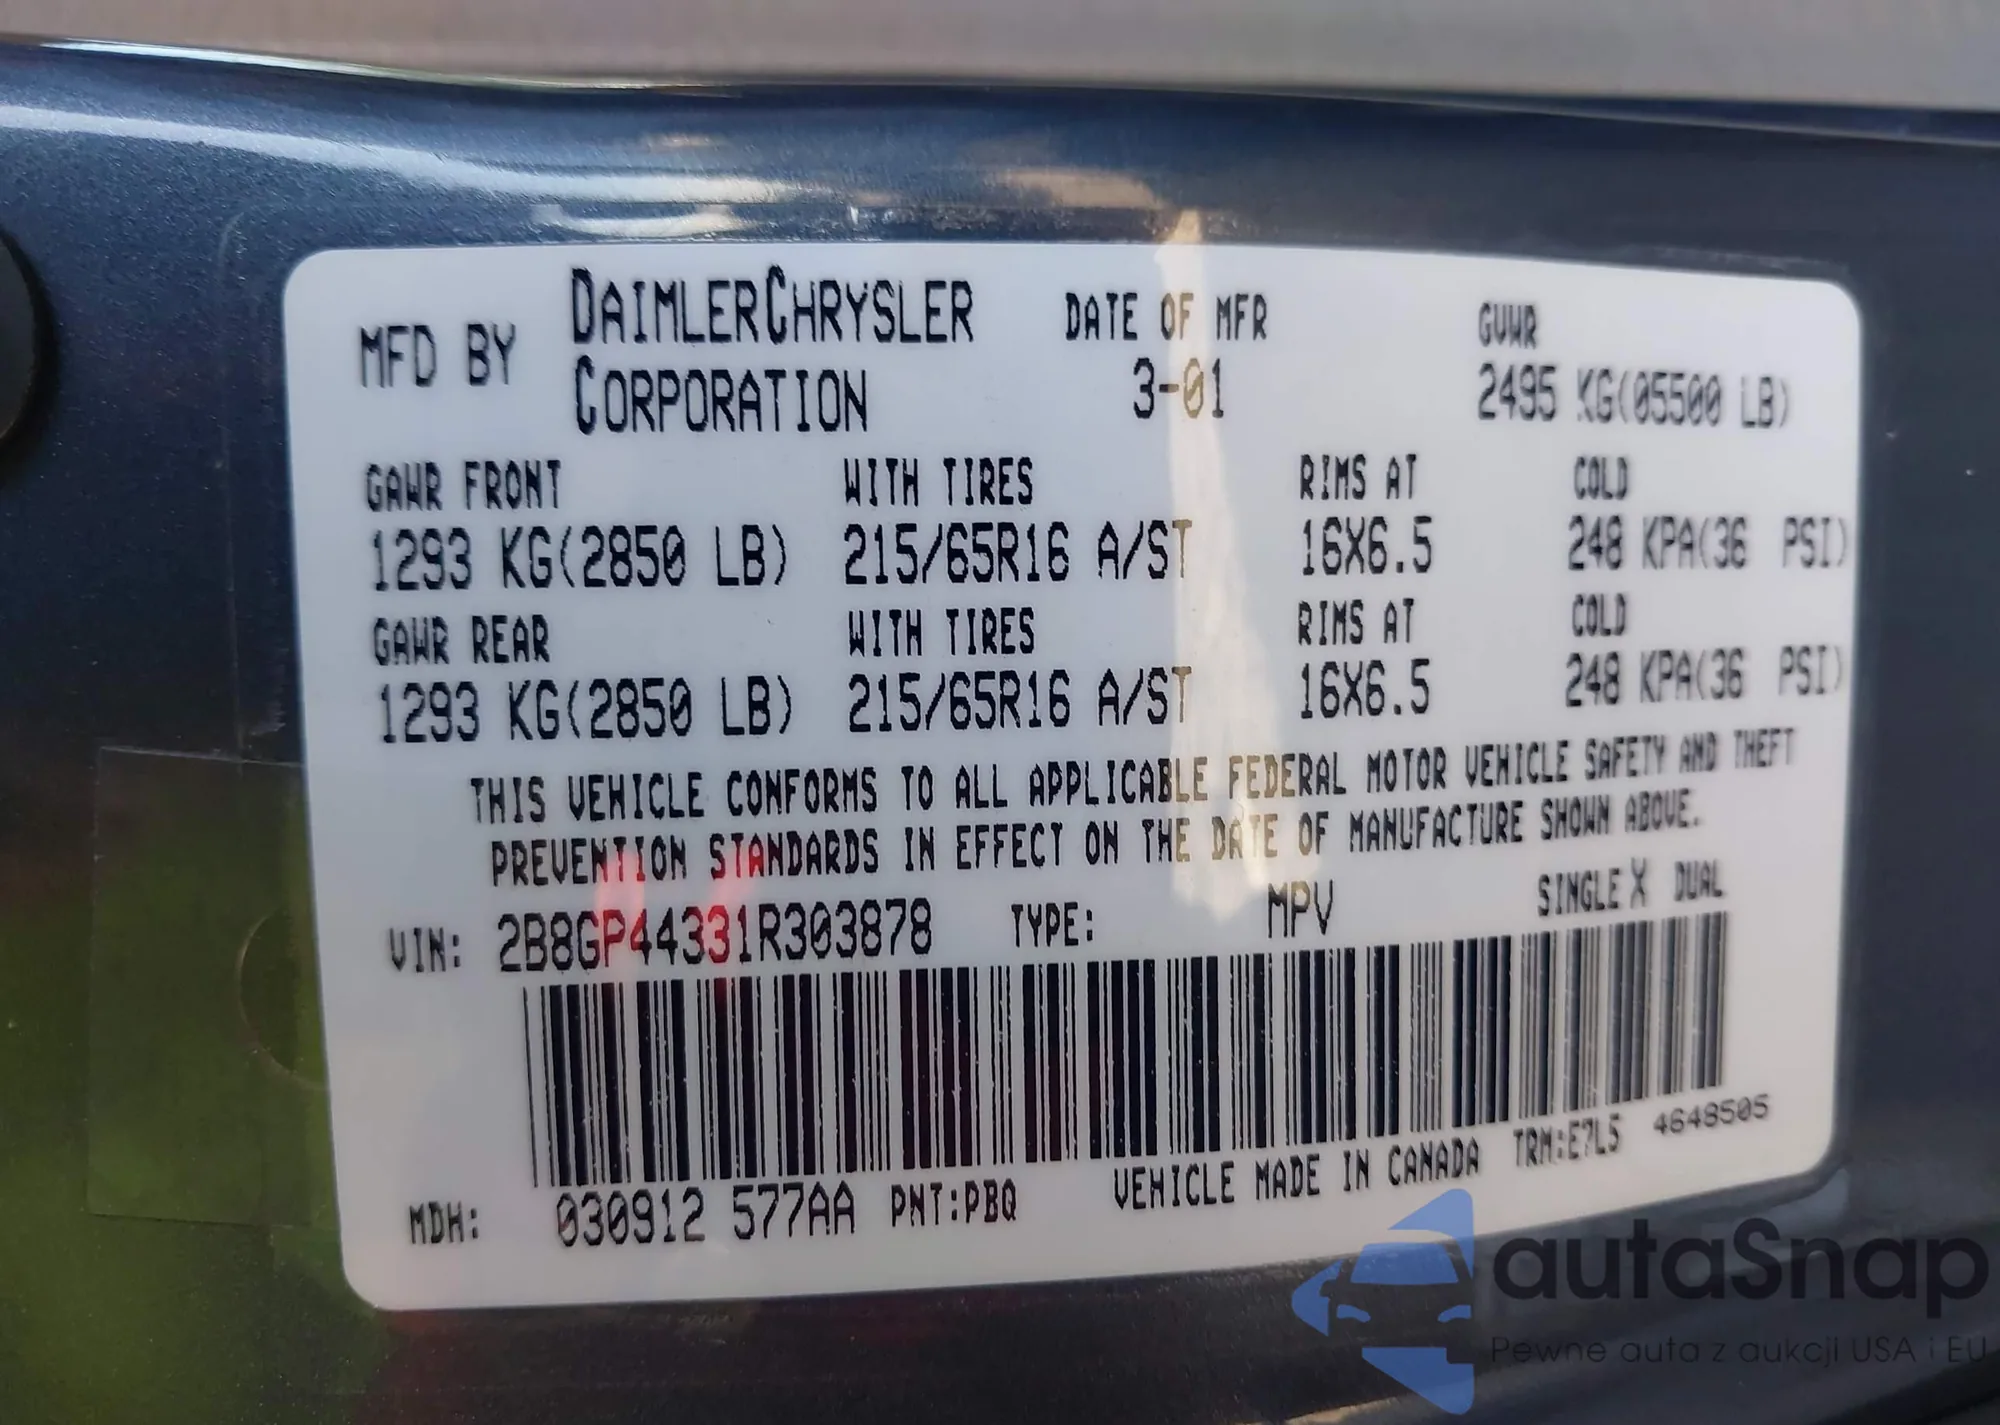 MFD BY DAIMLERCHRYSLER CORPORATION DATE OF MFR 3-01 GVWR 2495 KG(05500 LB)
GAWR FRONT WITH TIRES RIMS AT COLD
1293 KG(2850 LB) 215/65R16 A/ST 16X6.5 248 KPA(36 PSI)
GAWR REAR WITH TIRES RIMS AT COLD
1293 KG(2850 LB) 215/65R16 A/ST 16X6.5 248 KPA(36 PSI)
THIS VEHICLE CONFORMS TO ALL APPLICABLE FEDERAL MOTOR VEHICLE SAFETY AND THEFT
PREVENTION STANDARDS IN EFFECT ON THE DATE OF MANUFACTURE SHOWN ABOVE.
VIN: 2B8GP44331R303878 TYPE: MPV SINGLE X DUAL
MDH: 030912 577AA PNT:PBQ VEHICLE MADE IN CANADA TRM:E7L5 4648505
autaSnap
Pewne auta z aukcji USA i EU